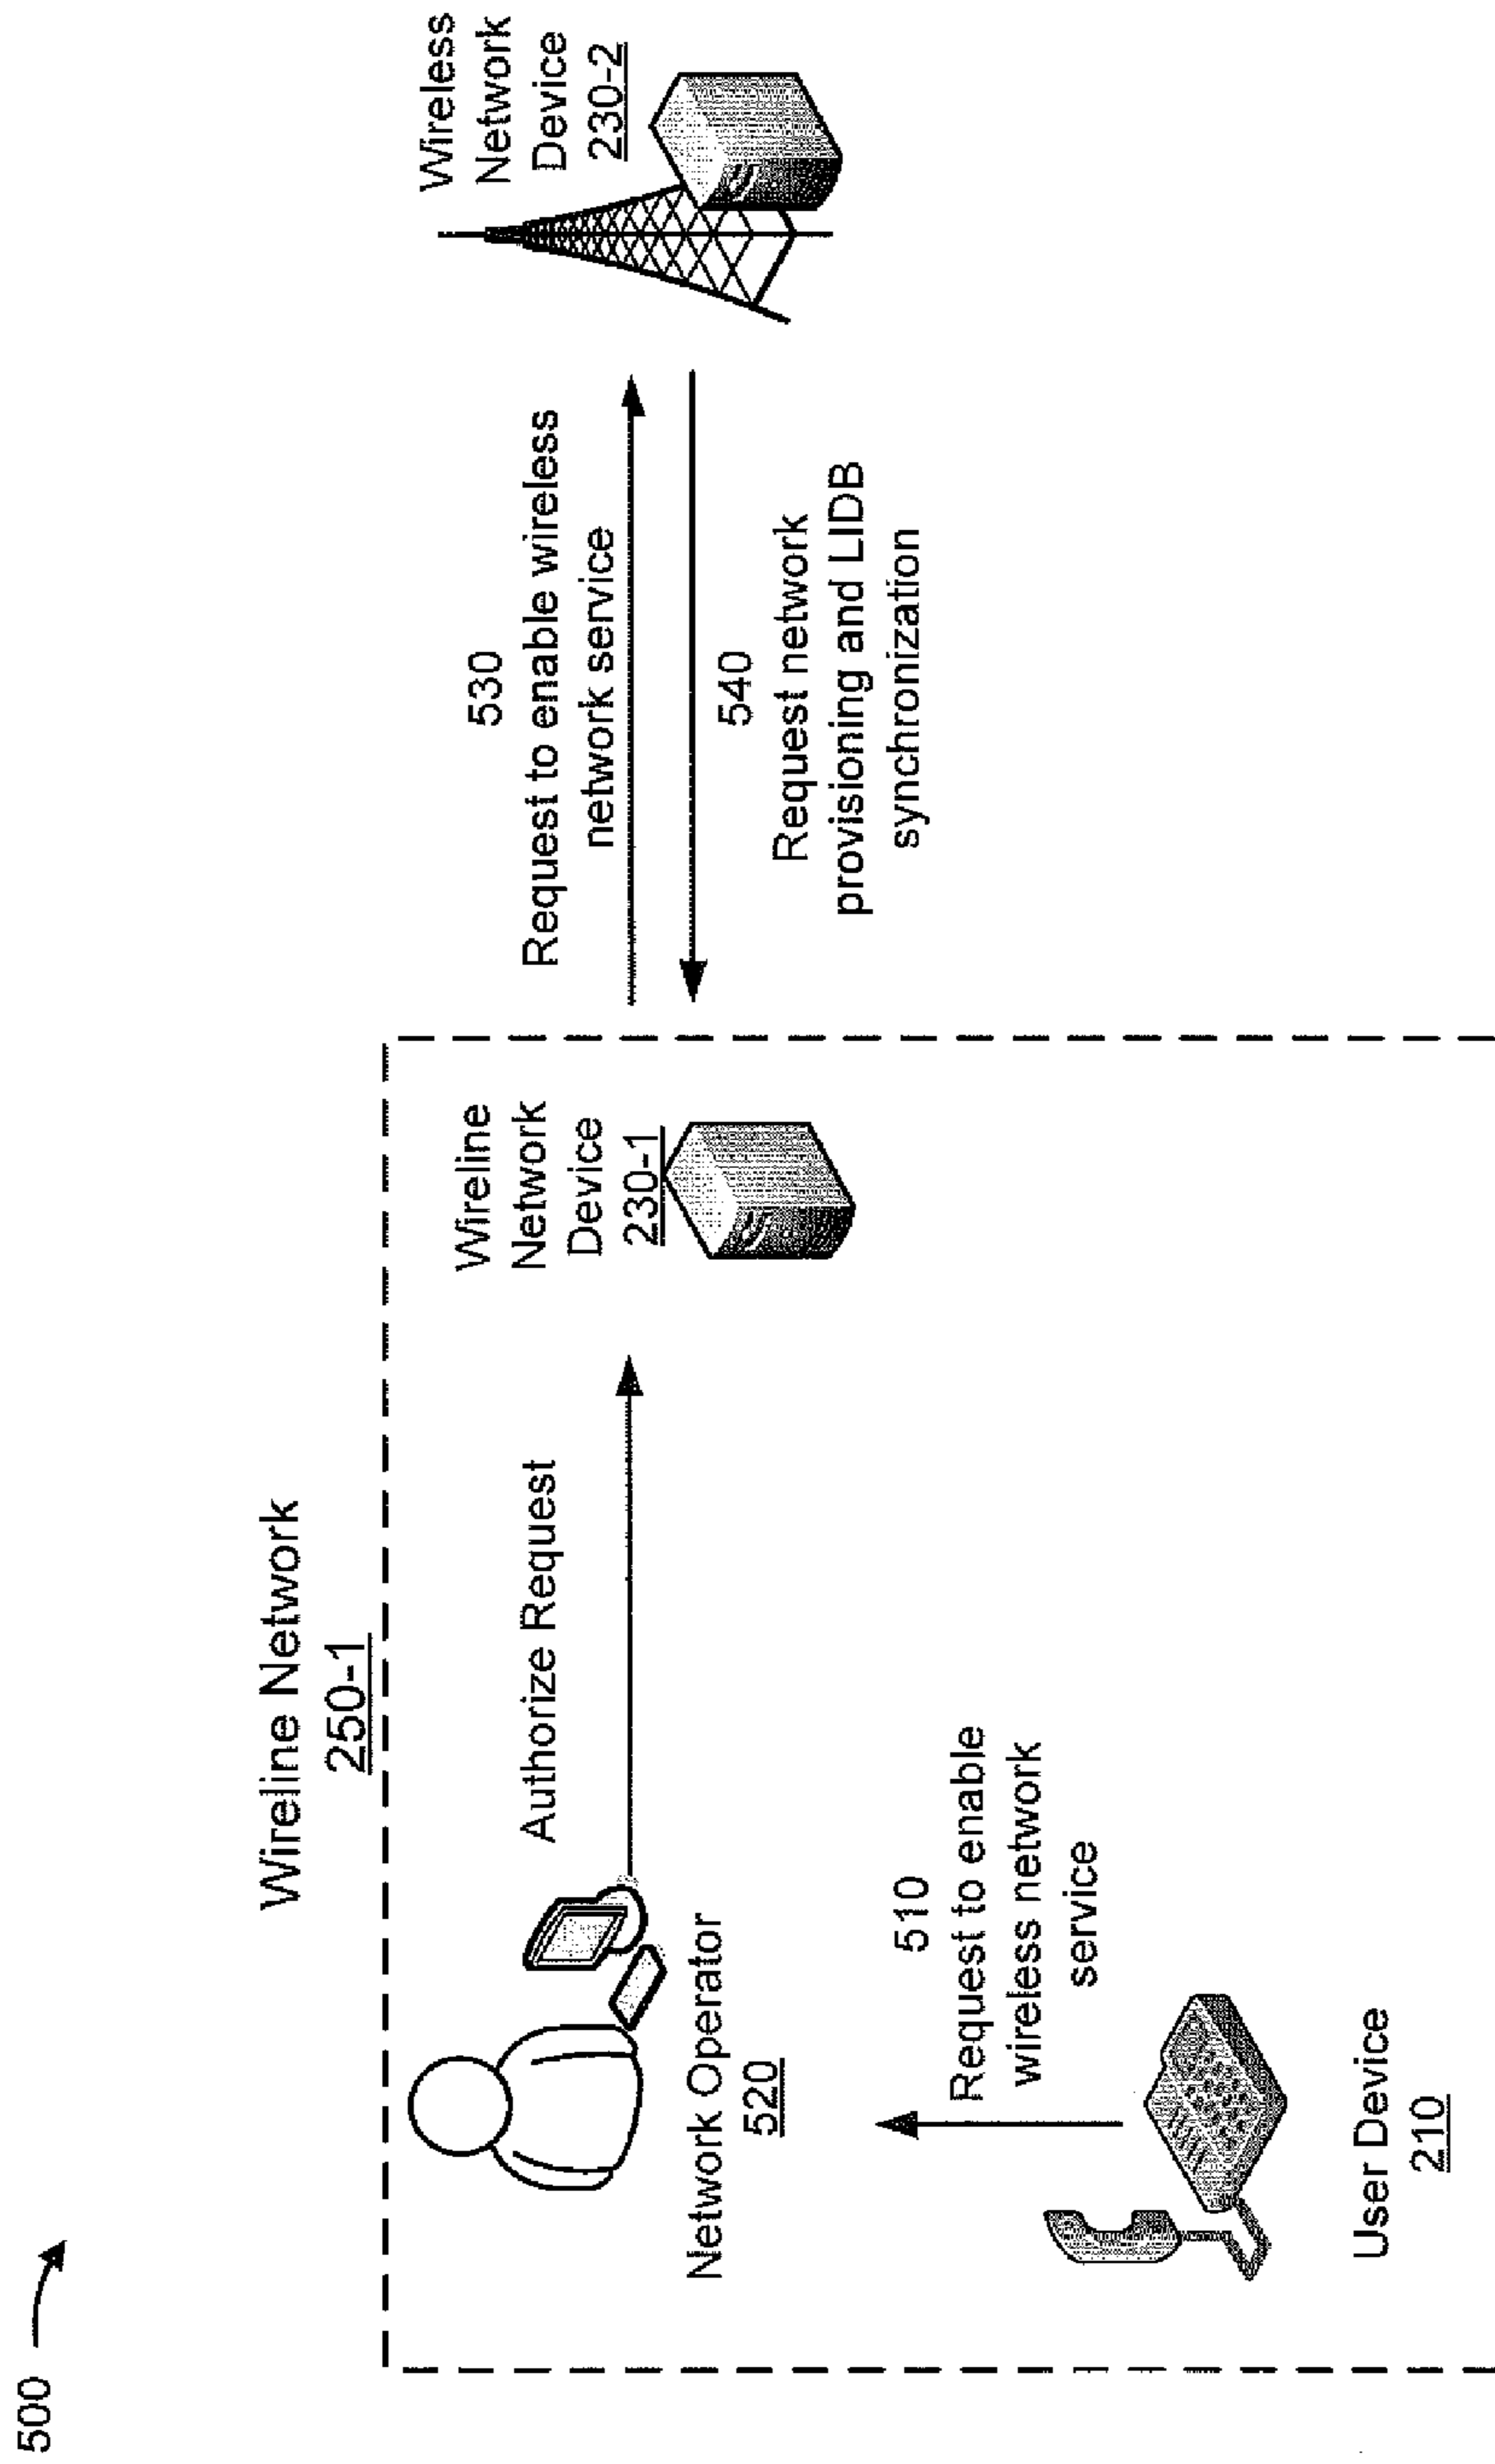 500
Wireline Network
250-1
Authorize Request
Network Operator
520
510
Request to enable
wireless network
service
User Device
210
Wireline
Network
Device
230-1
530
Request to enable wireless
network service
540
Request network
provisioning and LIDB
synchronization
Wireless
Network
Device
230-2